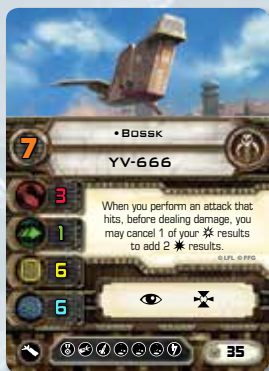 •BOSSK
7
YV-666
3
When you perform an attack that
hits, before dealing damage, you
may cancel 1 of your results
to add 2 results.
©LFL ©FFG
1
6
6
35